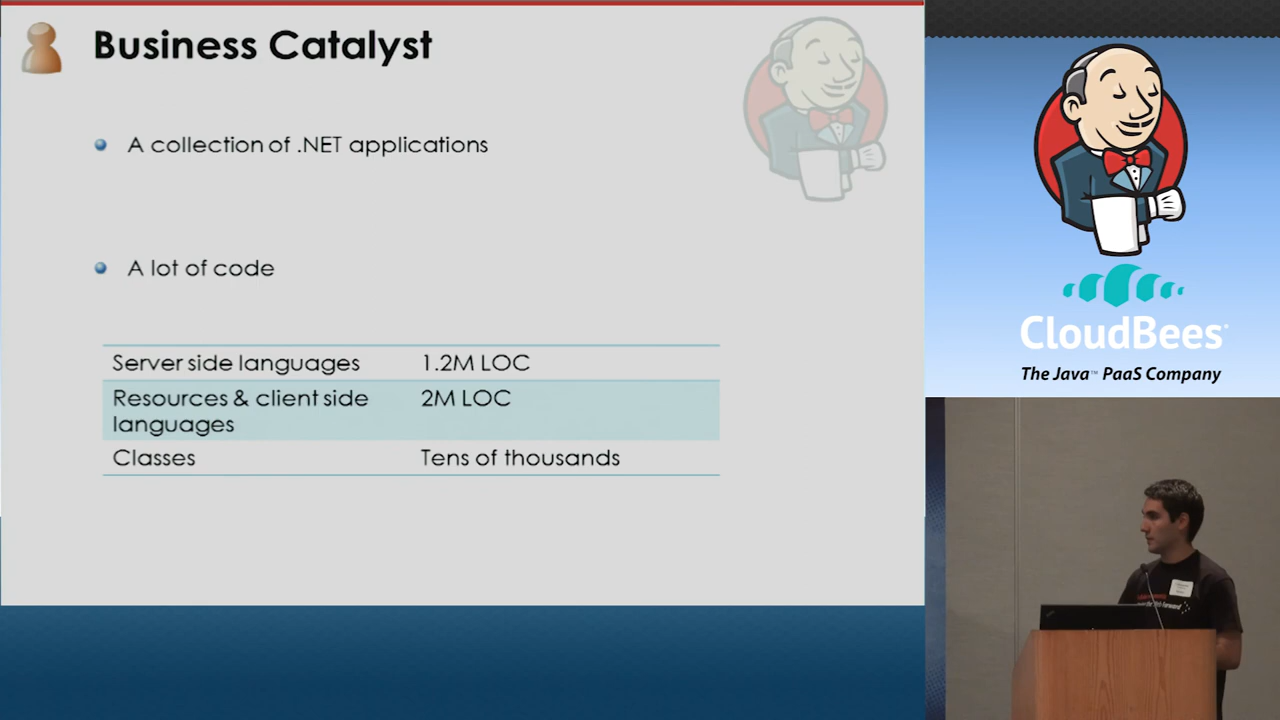 Business Catalyst
A collection of .NET applications
A lot of code
Server side languages 1.2M LOC
Resources & client side 2M LOC
languages
Classes Tens of thousands
CloudBees
The Java™ PaaS Company